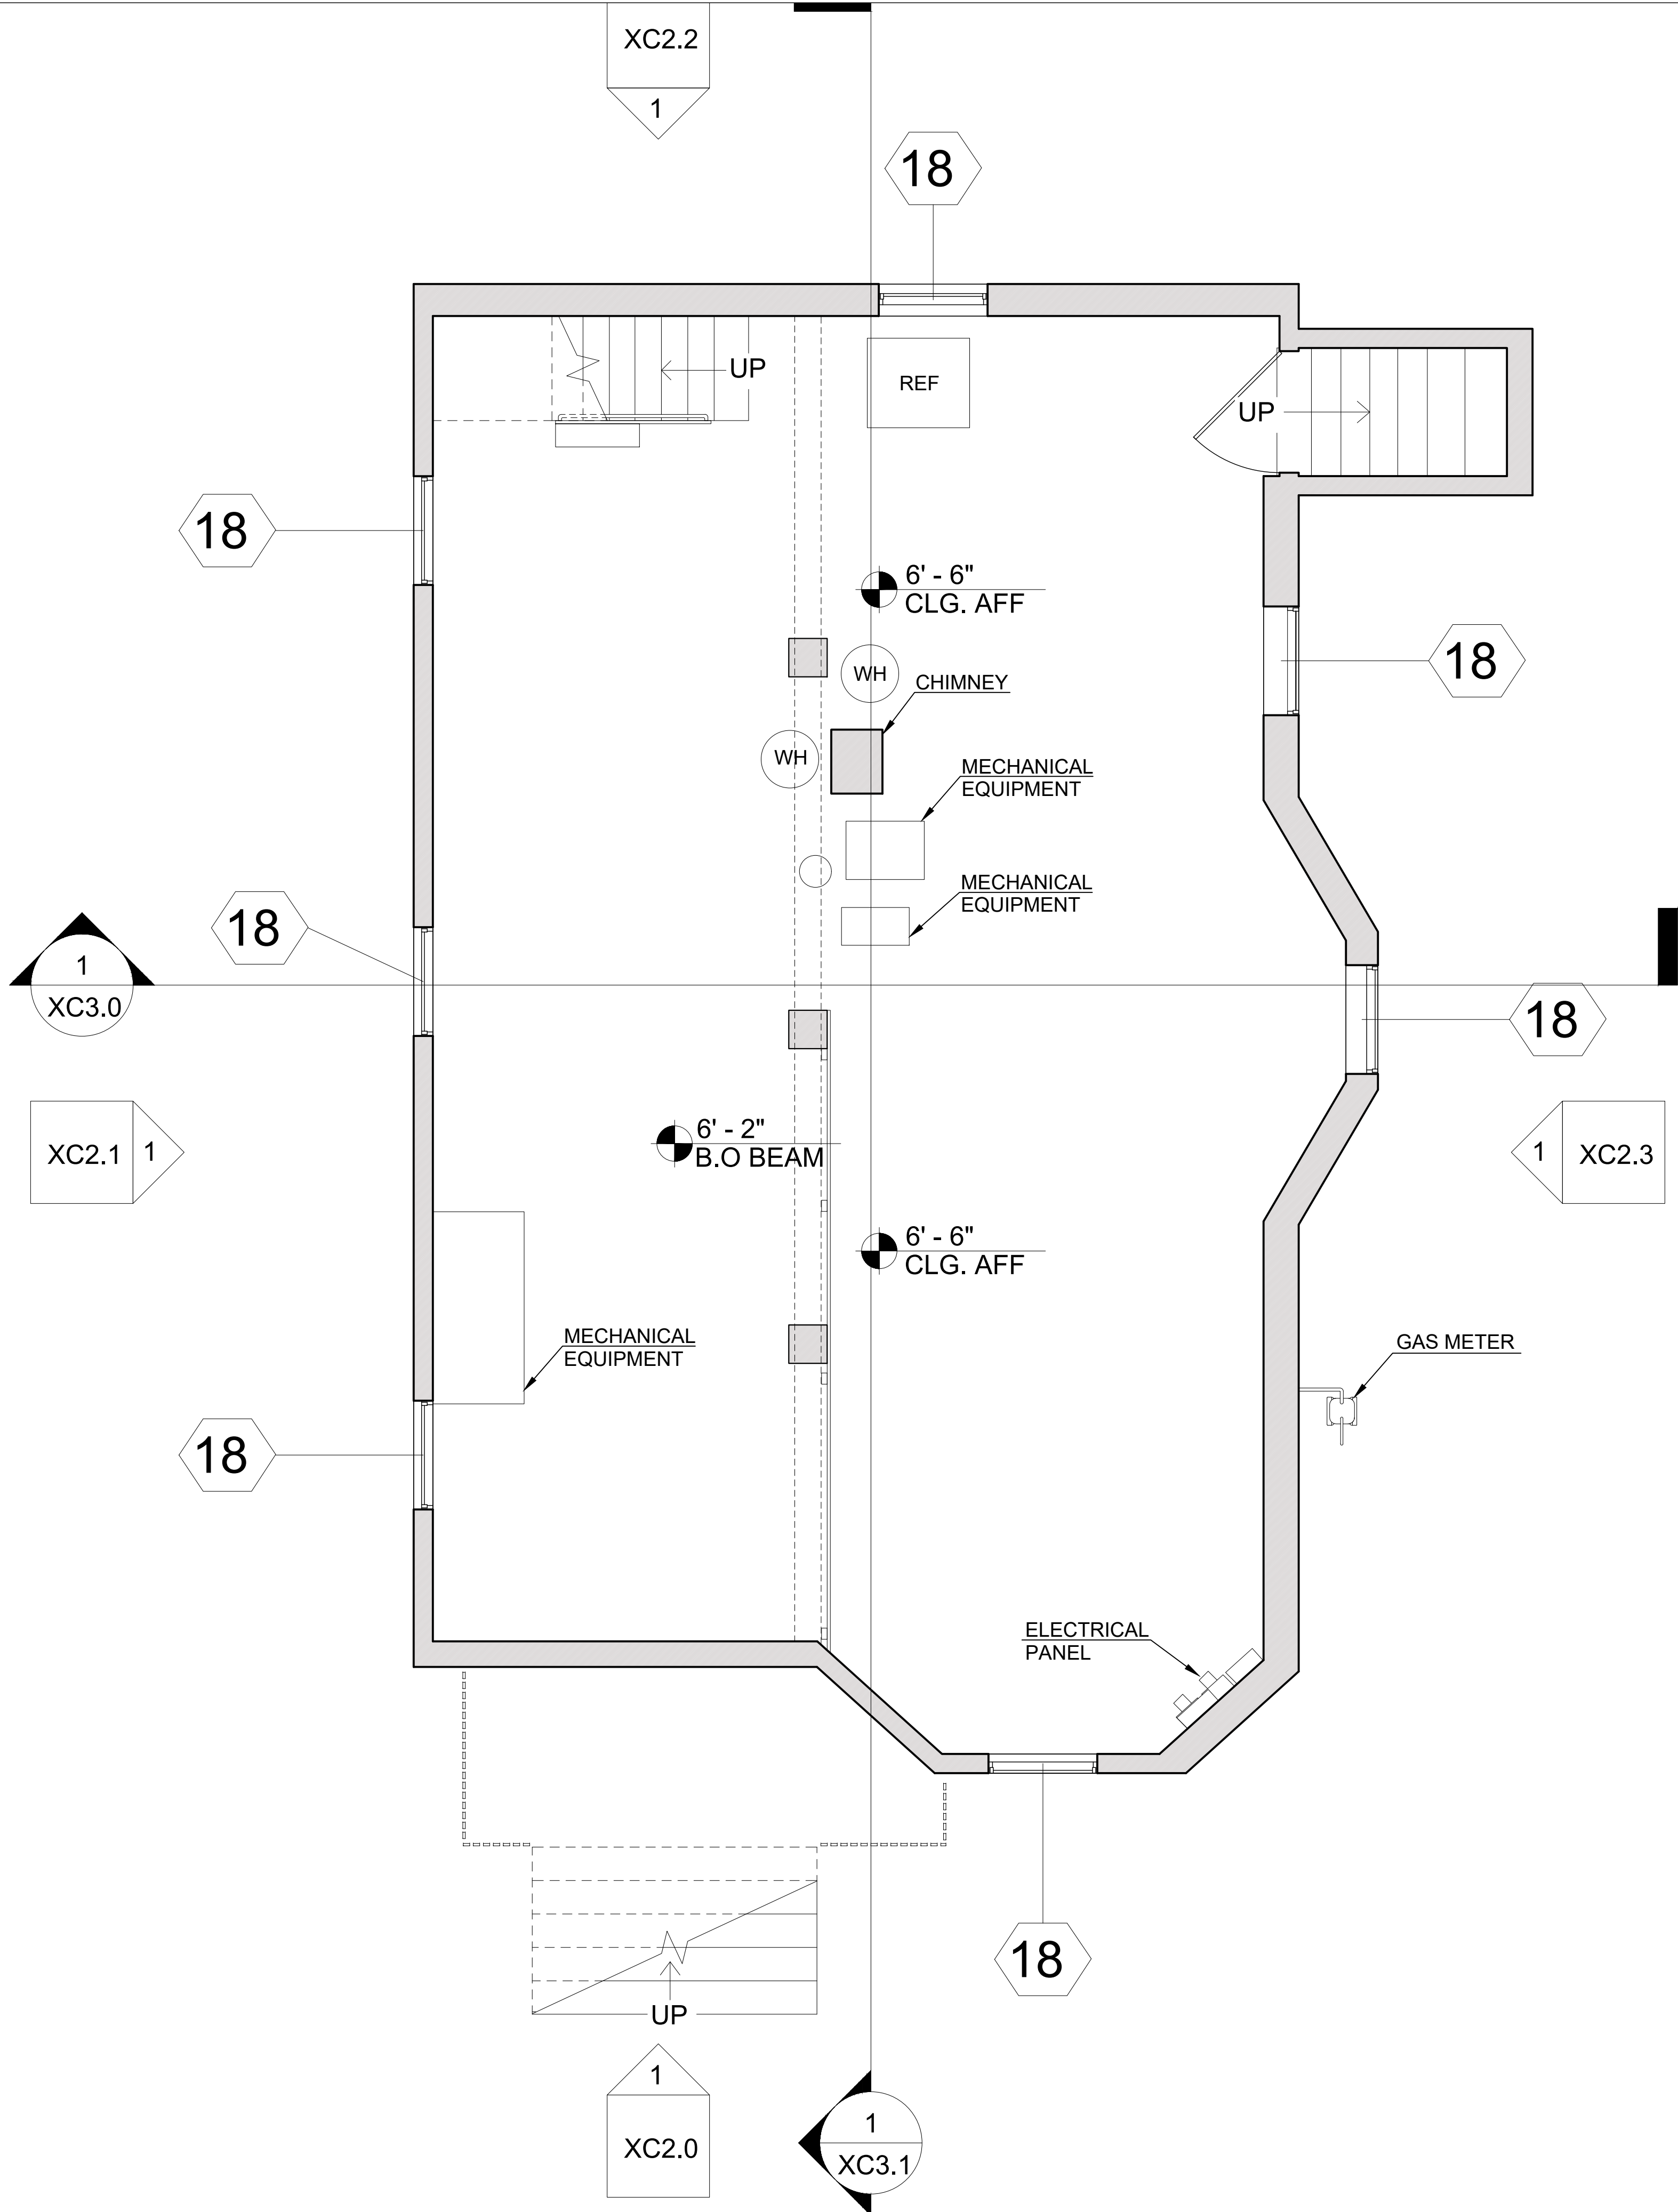 XC2.2
1
18
UP
REF
UP
18
6' - 6"
CLG. AFF
18
WH
CHIMNEY
WH
MECHANICAL
EQUIPMENT
MECHANICAL
EQUIPMENT
18
1
XC3.0
18
XC2.1 1
6' - 2"
B.O BEAM
1 XC2.3
6' - 6"
CLG. AFF
MECHANICAL
EQUIPMENT
GAS METER
18
ELECTRICAL
PANEL
18
UP
1
XC2.0
1
XC3.1